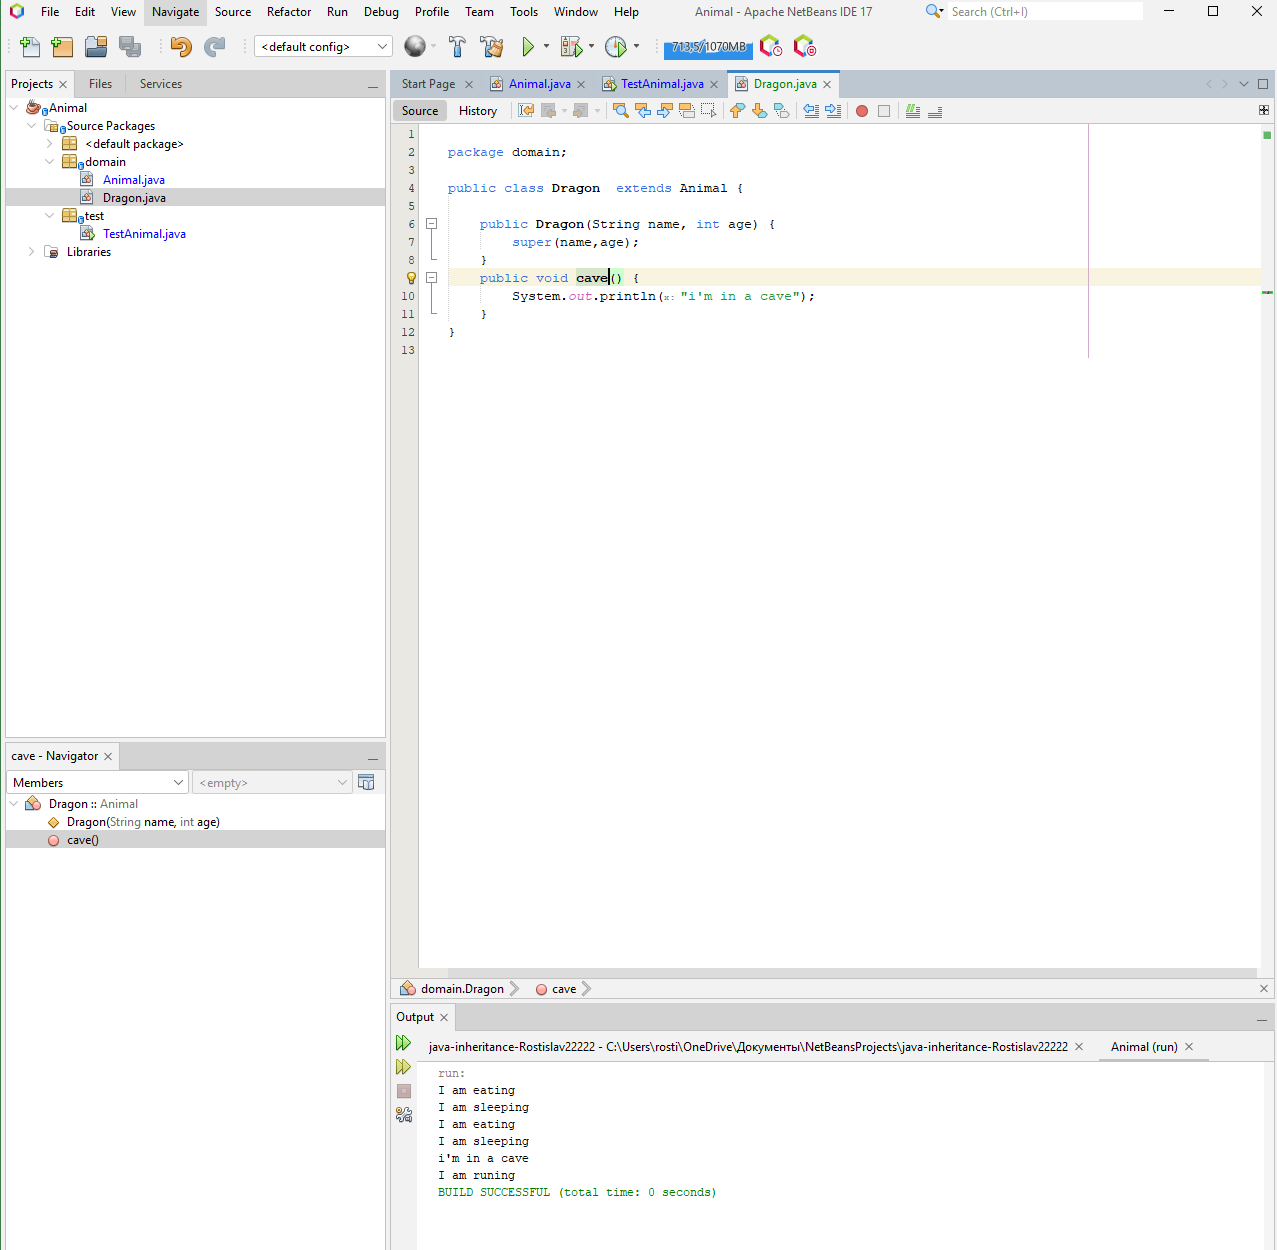 File Edit View Navigate Source Refactor Run Debug Profile Team Tools Window Help Animal - Apache NetBeans IDE 17 Search (Ctrl+I)
<default config> 713,5/1070MB
Projects Files Services
Animal
Source Packages
<default package>
domain
Animal.java
Dragon.java
test
TestAnimal.java
Libraries
Start Page Animal.java TestAnimal.java Dragon.java
Source History
1
2 package domain;
3
4 public class Dragon  extends Animal {
5
6 public Dragon(String name, int age) {
7 super(name,age);
8 }
public void cave() {
10 System.out.println(x: "i'm in a cave");
11 }
12 }
13
cave - Navigator
Members <empty>
Dragon :: Animal
Dragon(String name, int age)
cave()
domain.Dragon cave
Output
java-inheritance-Rostislav22222 - C:\Users\rosti\OneDrive\Документы\NetBeansProjects\java-inheritance-Rostislav22222 Animal (run)
run:
I am eating
I am sleeping
I am eating
I am sleeping
i'm in a cave
I am runing
BUILD SUCCESSFUL (total time: 0 seconds)